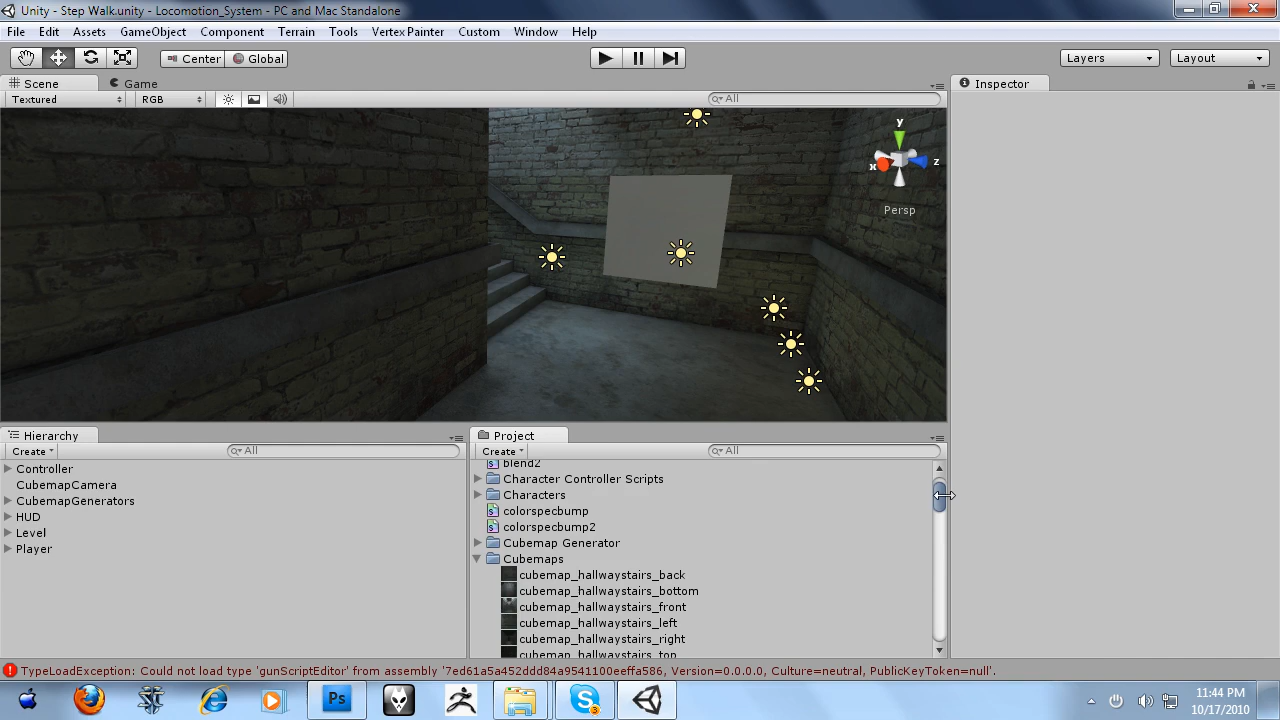 Unity - Step Walk.unity - Locomotion_System - PC and Mac Standalone
File Edit Assets GameObject Component Terrain Tools Vertex Painter Custom Window Help
Center Global Layers Layout
Scene Game Inspector
Textured RGB All
y
x z
Persp
Hierarchy
Create All
Controller
CubemapCamera
CubemapGenerators
HUD
Level
Player
Project
Create All
blend2
Character Controller Scripts
Characters
colorspecbump
colorspecbump2
Cubemap Generator
Cubemaps
cubemap_hallwaystairs_back
cubemap_hallwaystairs_bottom
cubemap_hallwaystairs_front
cubemap_hallwaystairs_left
cubemap_hallwaystairs_right
cubemap_hallwaystairs_top
TypeLoadException: Could not load type 'gunScriptEditor' from assembly '7ed61a5a452ddd84a9541100eeffa586, Version=0.0.0.0, Culture=neutral, PublicKeyToken=null'.
Ps
11:44 PM
10/17/2010